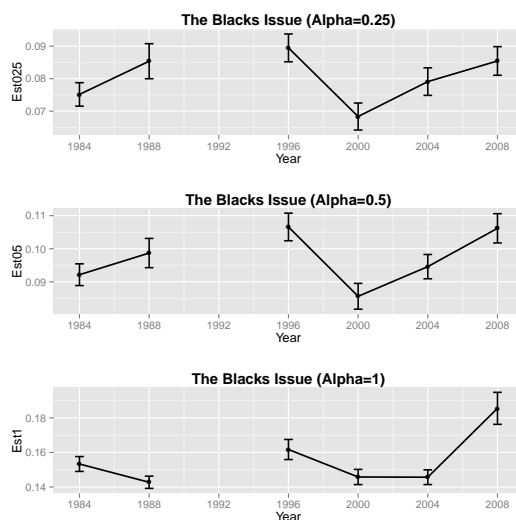 The Blacks Issue (Alpha=0.25)
Est025
0.09
0.08
0.07
1984 1988 1992 1996 2000 2004 2008
Year
The Blacks Issue (Alpha=0.5)
Est05
0.11
0.10
0.09
1984 1988 1992 1996 2000 2004 2008
Year
The Blacks Issue (Alpha=1)
Est1
0.18
0.16
0.14
1984 1988 1992 1996 2000 2004 2008
Year